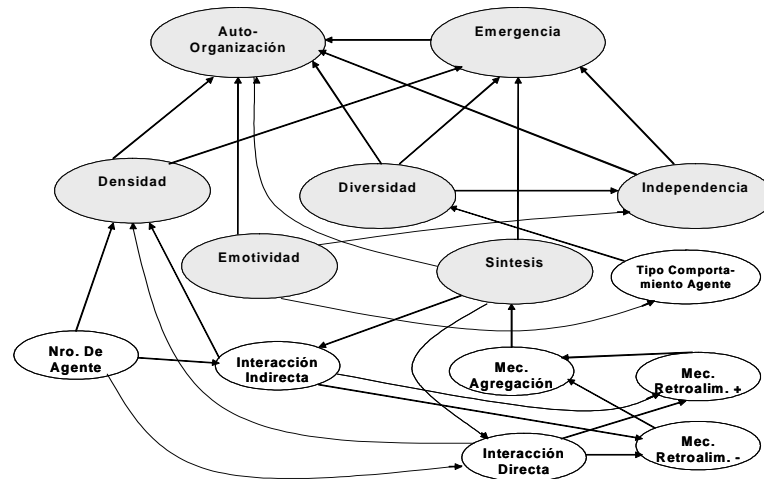 Auto-
Organización
Emergencia
Densidad
Diversidad
Independencia
Emotividad
Sintesis
Tipo Comporta-
miento Agente
Nro. De
Agente
Interacción
Indirecta
Mec.
Agregación
Mec.
Retroalim. +
Interacción
Directa
Mec.
Retroalim. -